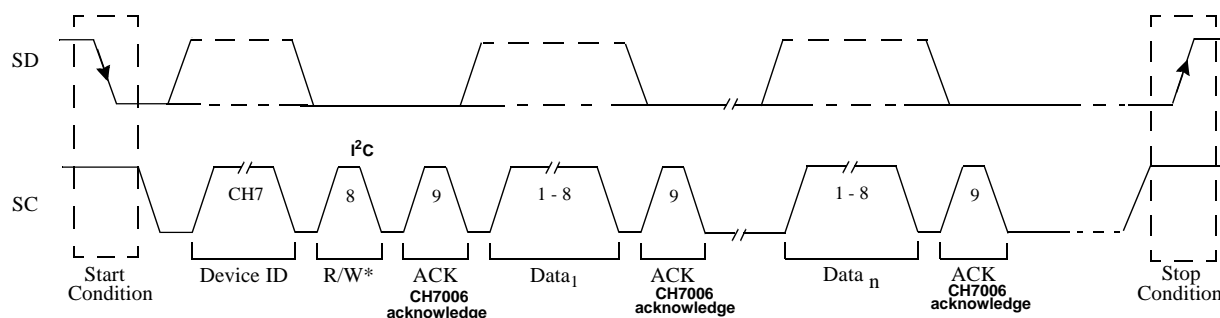 SD
I²C
SC
CH7
8
9
1 - 8
9
1 - 8
9
Start
Condition
Device ID
R/W*
ACK
CH7006
acknowledge
Data1
ACK
CH7006
acknowledge
Data n
ACK
CH7006
acknowledge
Stop
Condition